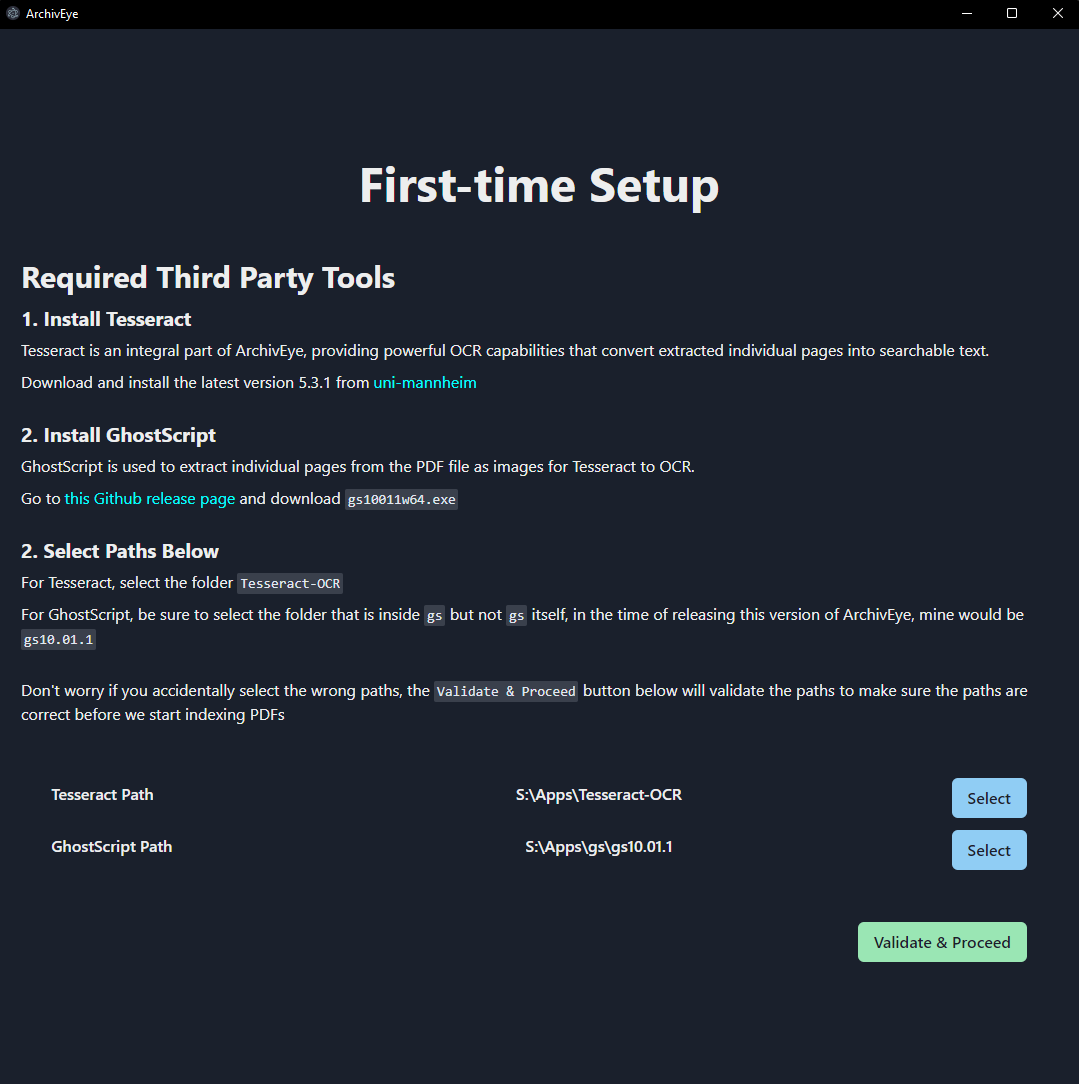 ArchivEye
First-time Setup
Required Third Party Tools
1. Install Tesseract
Tesseract is an integral part of ArchivEye, providing powerful OCR capabilities that convert extracted individual pages into searchable text.
Download and install the latest version 5.3.1 from uni-mannheim
2. Install GhostScript
GhostScript is used to extract individual pages from the PDF file as images for Tesseract to OCR.
Go to this Github release page and download gs10011w64.exe
2. Select Paths Below
For Tesseract, select the folder Tesseract-OCR
For GhostScript, be sure to select the folder that is inside gs but not gs itself, in the time of releasing this version of ArchivEye, mine would be
gs10.01.1
Don't worry if you accidentally select the wrong paths, the Validate & Proceed button below will validate the paths to make sure the paths are
correct before we start indexing PDFs
Tesseract Path S:\Apps\Tesseract-OCR Select
GhostScript Path S:\Apps\gs\gs10.01.1 Select
Validate & Proceed